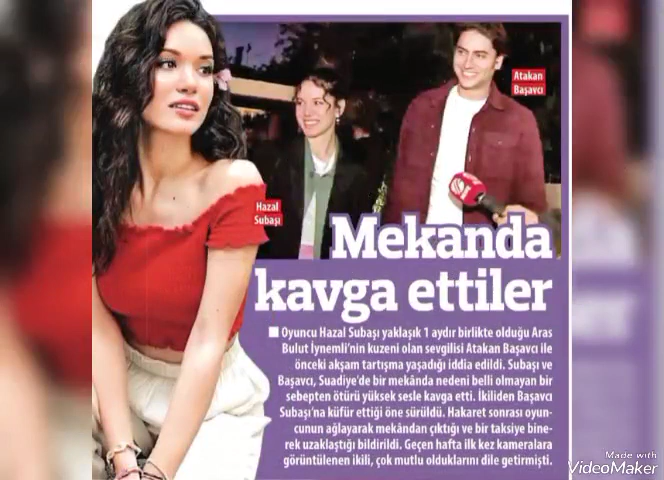 Atakan
Başavcı
Hazal
Subaşı
Mekanda
kavga ettiler
■ Oyuncu Hazal Subaşı yaklaşık 1 aydır birlikte olduğu Aras
Bulut İynemli'nin kuzeni olan sevgilisi Atakan Başavcı ile
önceki akşam tartışma yaşadığı iddia edildi. Subaşı ve
Başavcı, Suadiye'de bir mekânda nedeni belli olmayan bir
sebepten ötürü yüksek sesle kavga etti. İkiliden Başavcı
Subaşı'na küfür ettiği öne sürüldü. Hakaret sonrası oyun-
cunun ağlayarak mekândan çıktığı ve bir taksiye bine-
rek uzaklaştığı bildirildi. Geçen hafta ilk kez kameralara
görüntülenen ikili, çok mutlu olduklarını dile getirmişti.
Made with
VideoMaker